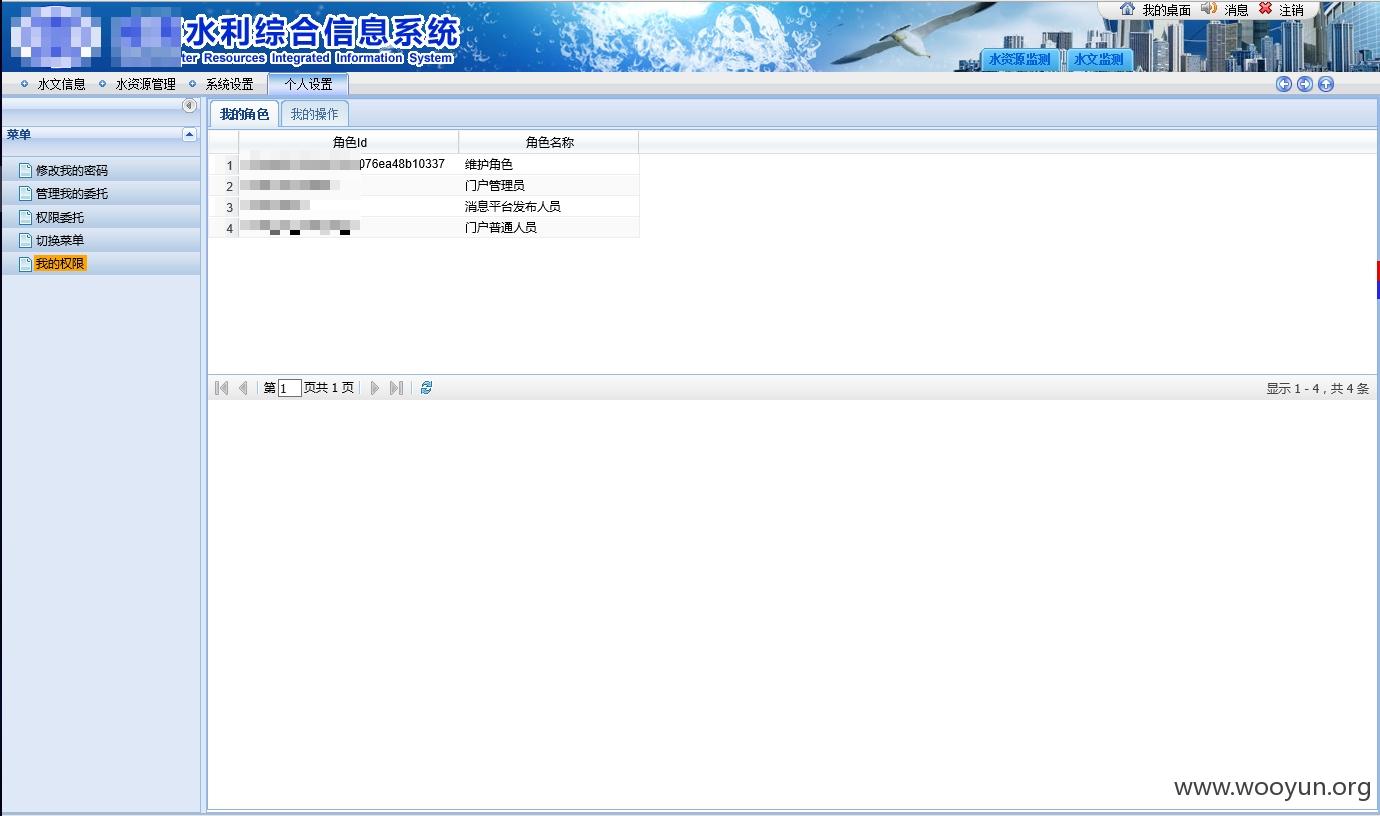 我的桌面 消息 注销
水利综合信息系统
ter Resources Integrated Information System
水资源监测 水文监测
水文信息 水资源管理 系统设置 个人设置
菜单
修改我的密码
管理我的委托
权限委托
切换菜单
我的权限
我的角色 我的操作
角色Id 角色名称
1 076ea48b10337 维护角色
2 门户管理员
3 消息平台发布人员
4 门户普通人员
第 1 页共 1 页
显示 1 - 4，共 4 条
www.wooyun.org